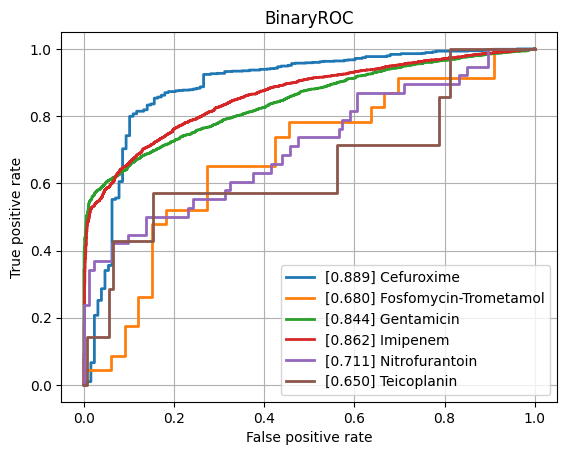 BinaryROC
True positive rate
1.0
0.8
0.6
0.4
0.2
0.0
[0.889] Cefuroxime
[0.680] Fosfomycin-Trometamol
[0.844] Gentamicin
[0.862] Imipenem
[0.711] Nitrofurantoin
[0.650] Teicoplanin
0.0 0.2 0.4 0.6 0.8 1.0
False positive rate